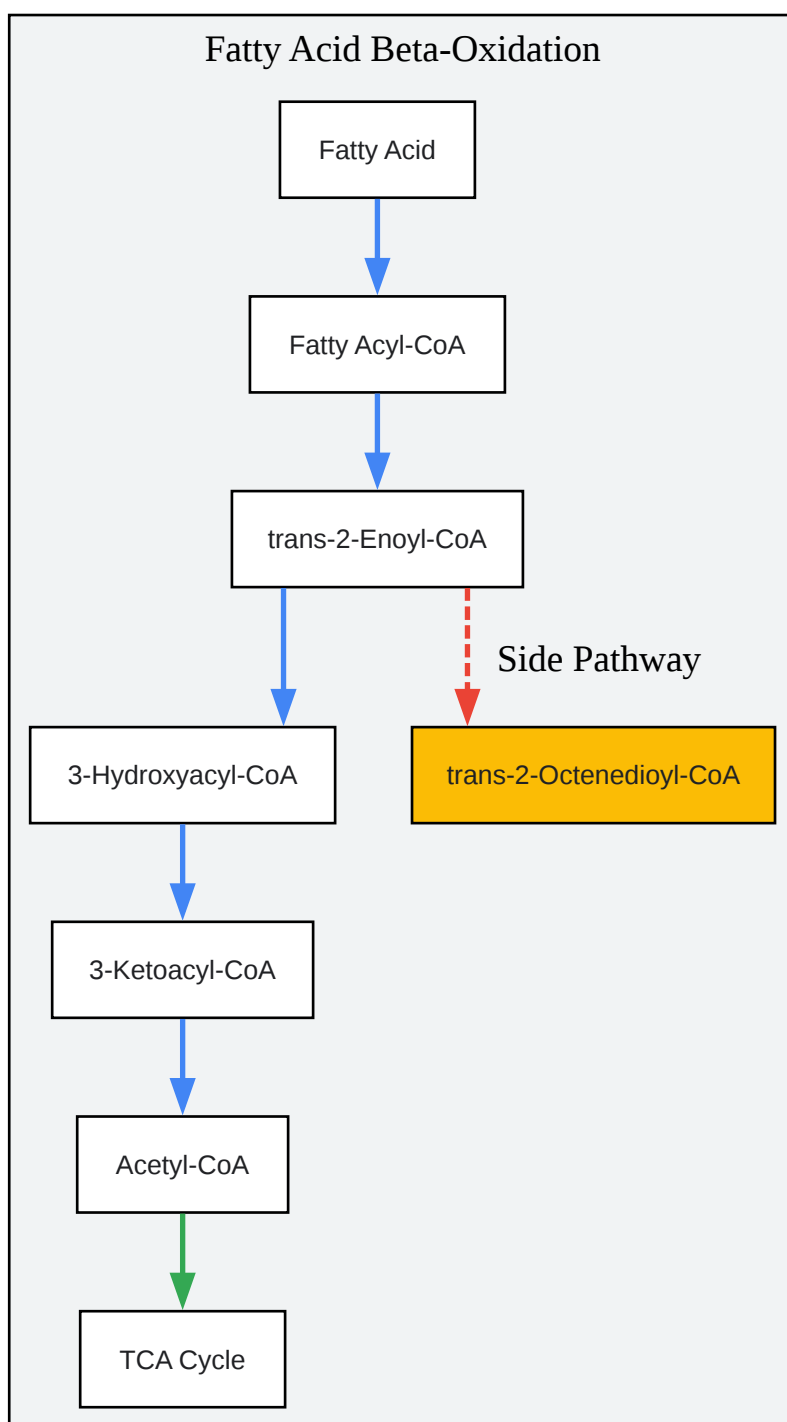 Fatty Acid Beta-Oxidation
Fatty Acid
Fatty Acyl-CoA
trans-2-Enoyl-CoA
Side Pathway
3-Hydroxyacyl-CoA
trans-2-Octenedioyl-CoA
3-Ketoacyl-CoA
Acetyl-CoA
TCA Cycle